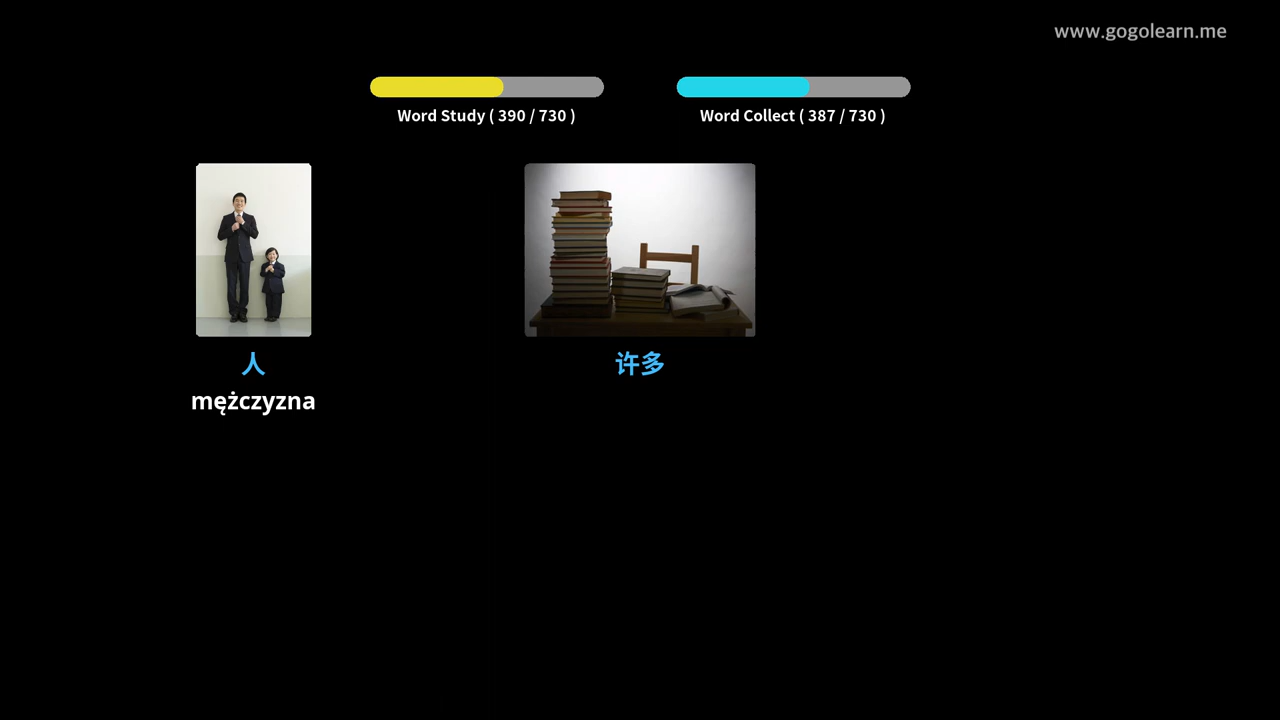 www.gogolearn.me
Word Study ( 390 / 730 )
Word Collect ( 387 / 730 )
人
许多
mężczyzna